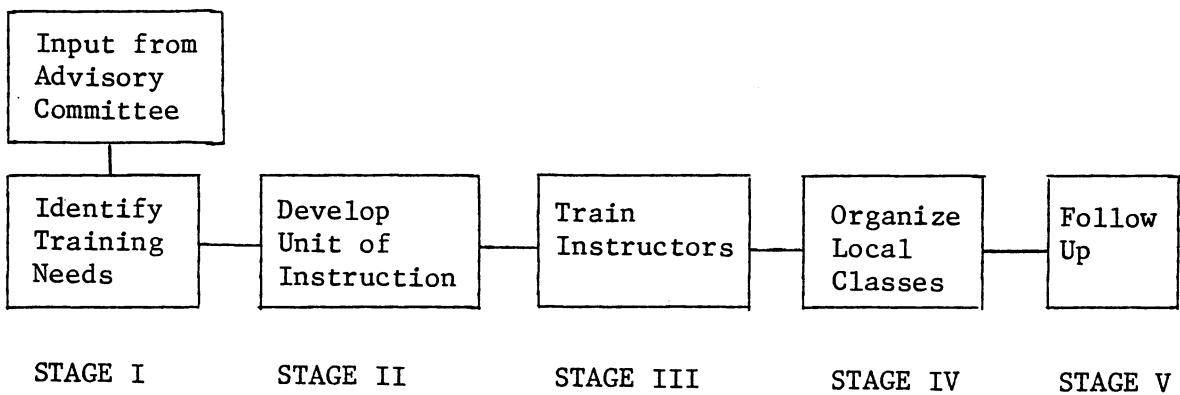 Input from
Advisory
Committee
Identify
Training
Needs
Develop
Unit of
Instruction
Train
Instructors
Organize
Local
Classes
Follow
Up
STAGE I
STAGE II
STAGE III
STAGE IV
STAGE V